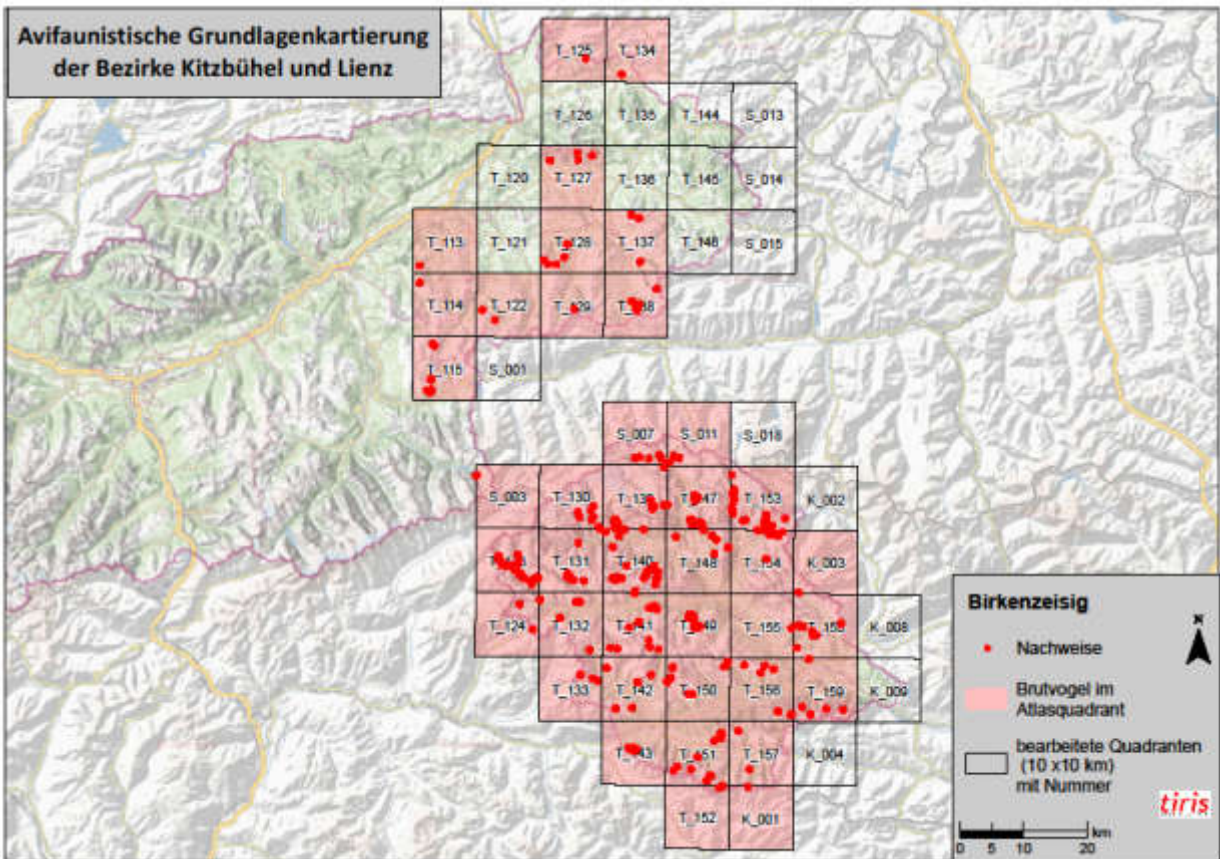 Avifaunistische Grundlagenkartierung
der Bezirke Kitzbühel und Lienz
T_125 T_134
T_126 T_135 T_144 S_013
T_120 T_127 T_136 T_145 S_014
T_113 T_121 T_128 T_137 T_146 S_015
T_114 T_122 T_129 T_138
T_115 S_001
S_007 S_011 S_018
S_003 T_130 T_139 T_147 T_153 K_002
T_131 T_140 T_148 T_154 K_003
T_124 T_132 T_141 T_149 T_155 K_008
T_133 T_142 T_150 T_156 T_159 K_009
T_143 T_151 T_157 K_004
T_152 K_001
Birkenzeisig
N
Nachweise
Brutvogel im
Atlasquadrant
bearbeitete Quadranten
(10 x10 km)
mit Nummer
tiris
km
0 5 10 20